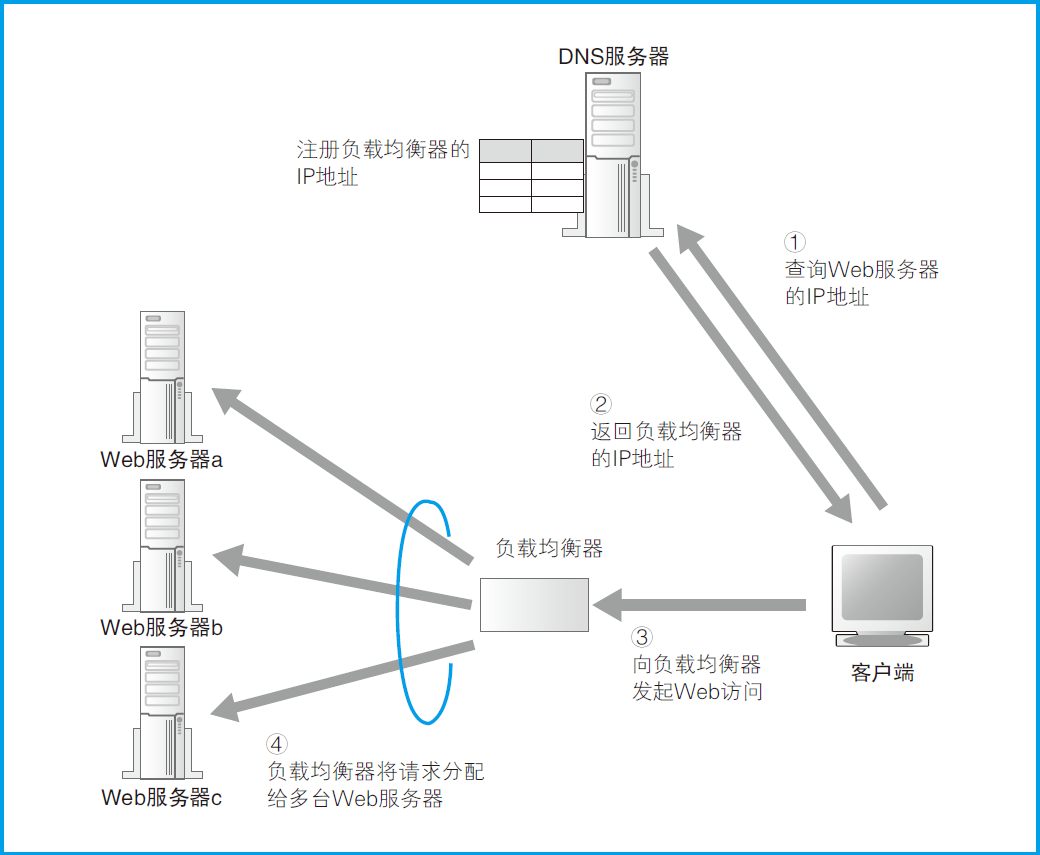 DNS服务器
注册负载均衡器的
IP地址
①
查询Web服务器
的IP地址
②
返回负载均衡器
的IP地址
Web服务器a
负载均衡器
Web服务器b
③
向负载均衡器
发起Web访问
客户端
④
负载均衡器将请求分配
给多台Web服务器
Web服务器c